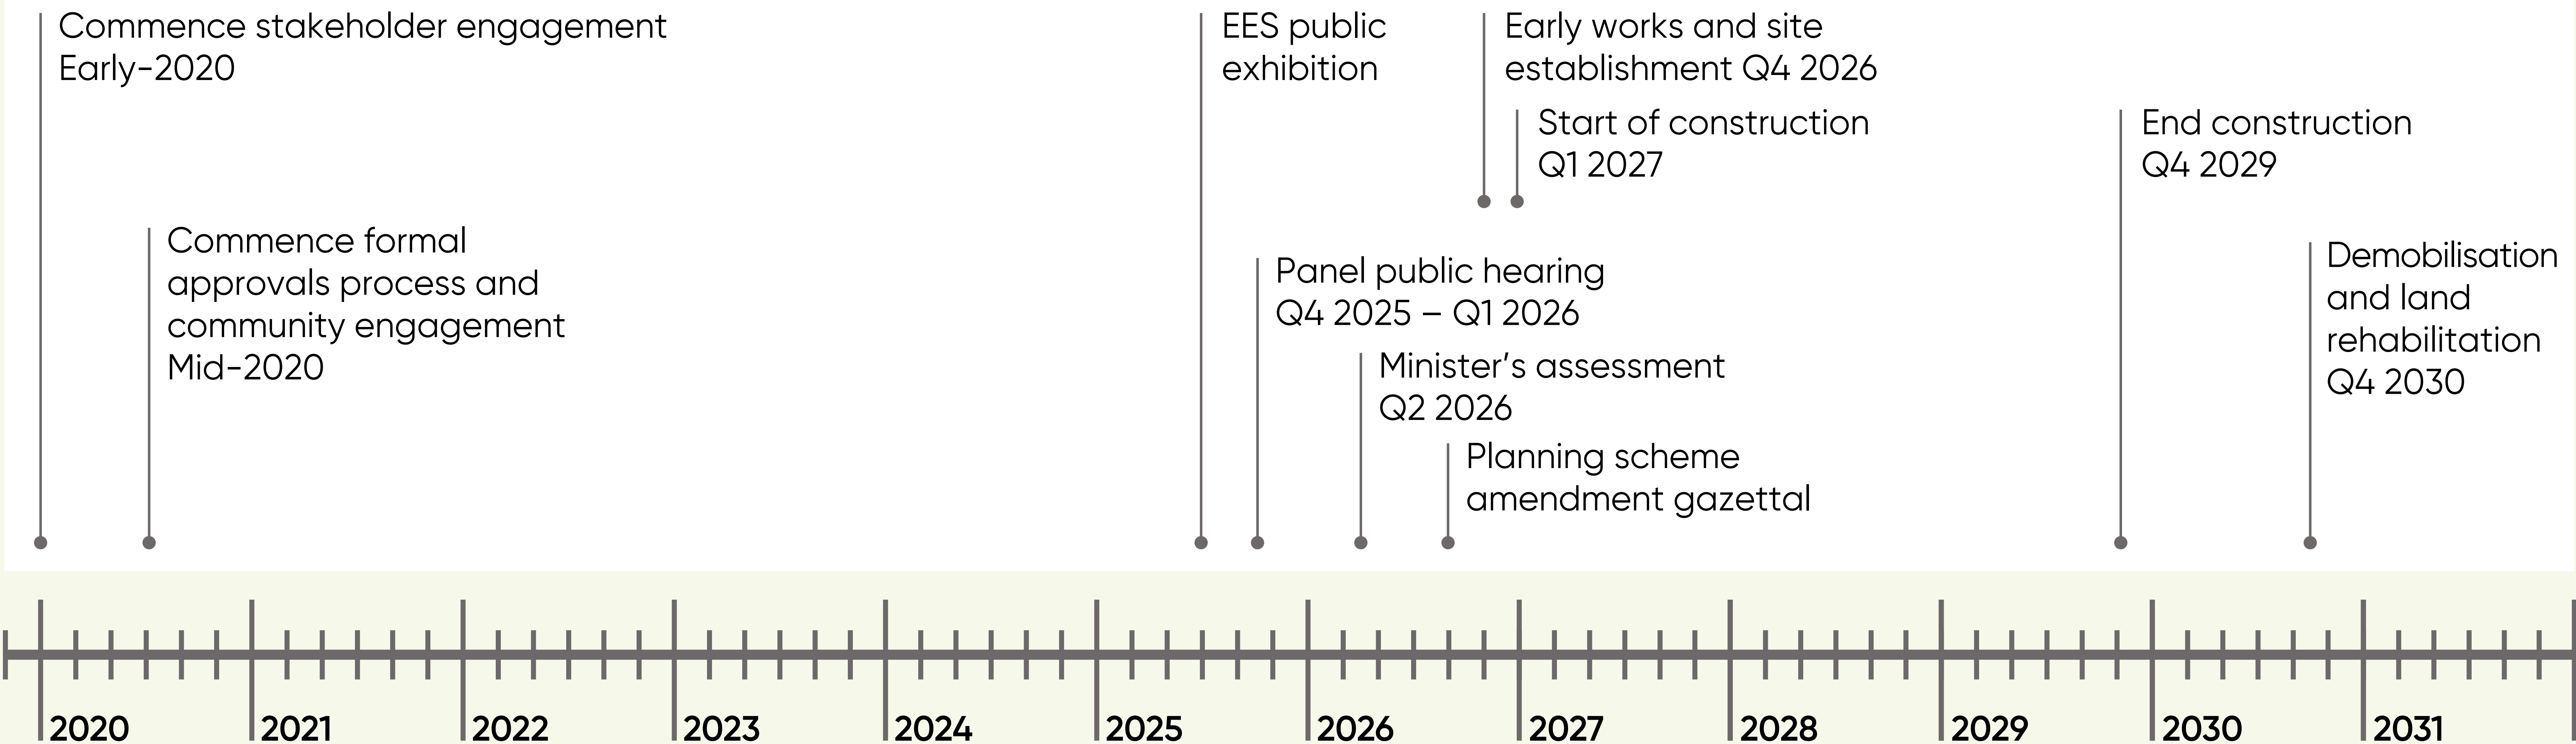 Commence stakeholder engagement
Early-2020
Commence formal
approvals process and
community engagement
Mid-2020
EES public
exhibition
Panel public hearing
Q4 2025 – Q1 2026
Minister’s assessment
Q2 2026
Planning scheme
amendment gazettal
Early works and site
establishment Q4 2026
Start of construction
Q1 2027
End construction
Q4 2029
Demobilisation
and land
rehabilitation
Q4 2030
2020
2021
2022
2023
2024
2025
2026
2027
2028
2029
2030
2031